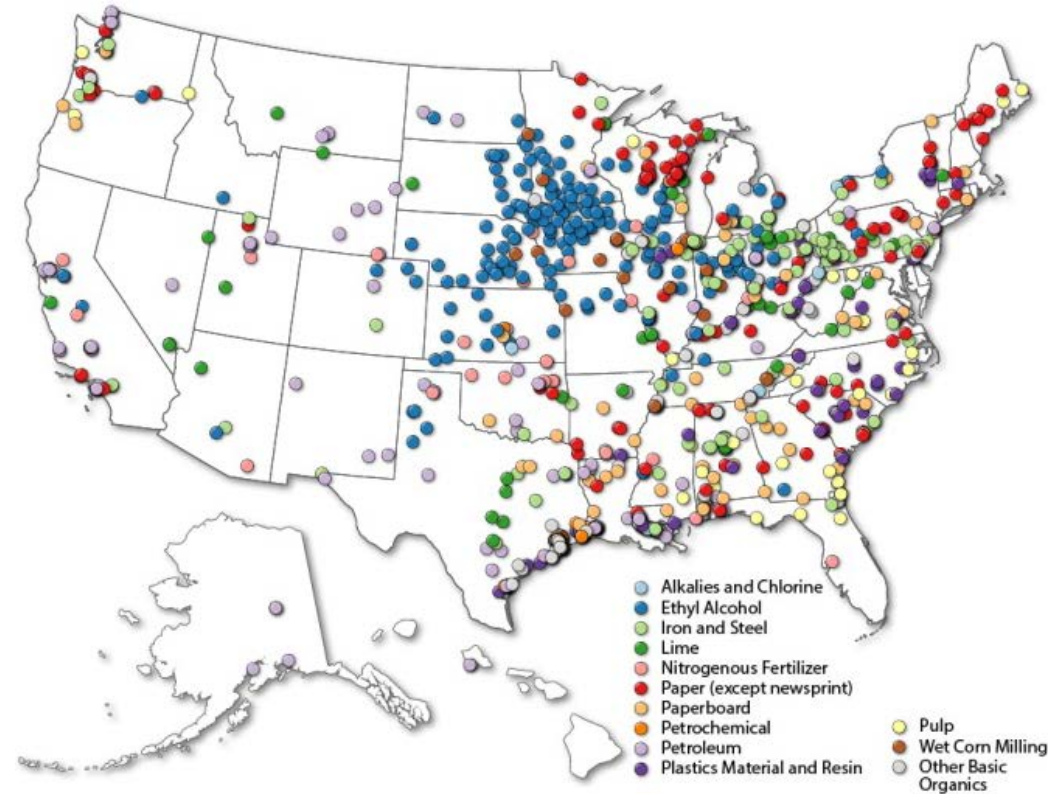 Alkalies and Chlorine
Ethyl Alcohol
Iron and Steel
Lime
Nitrogenous Fertilizer
Paper (except newsprint)
Paperboard
Petrochemical
Petroleum
Plastics Material and Resin
Pulp
Wet Corn Milling
Other Basic
Organics